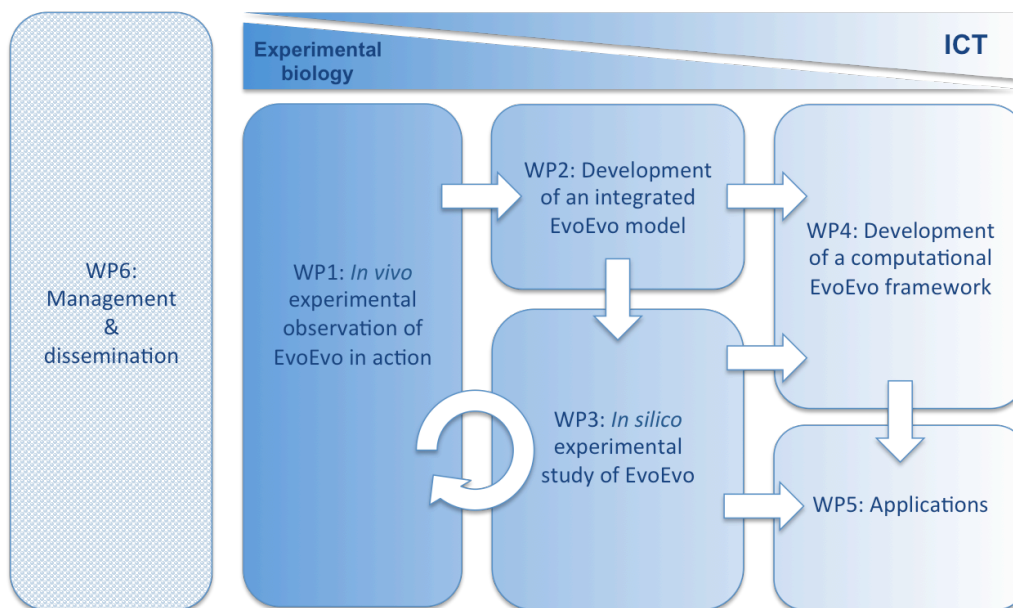 Experimental
biology
ICT
WP6:
Management
&
dissemination
WP1: In vivo
experimental
observation of
EvoEvo in action
WP2: Development
of an integrated
EvoEvo model
WP3: In silico
experimental
study of EvoEvo
WP4: Development
of a computational
EvoEvo framework
WP5: Applications